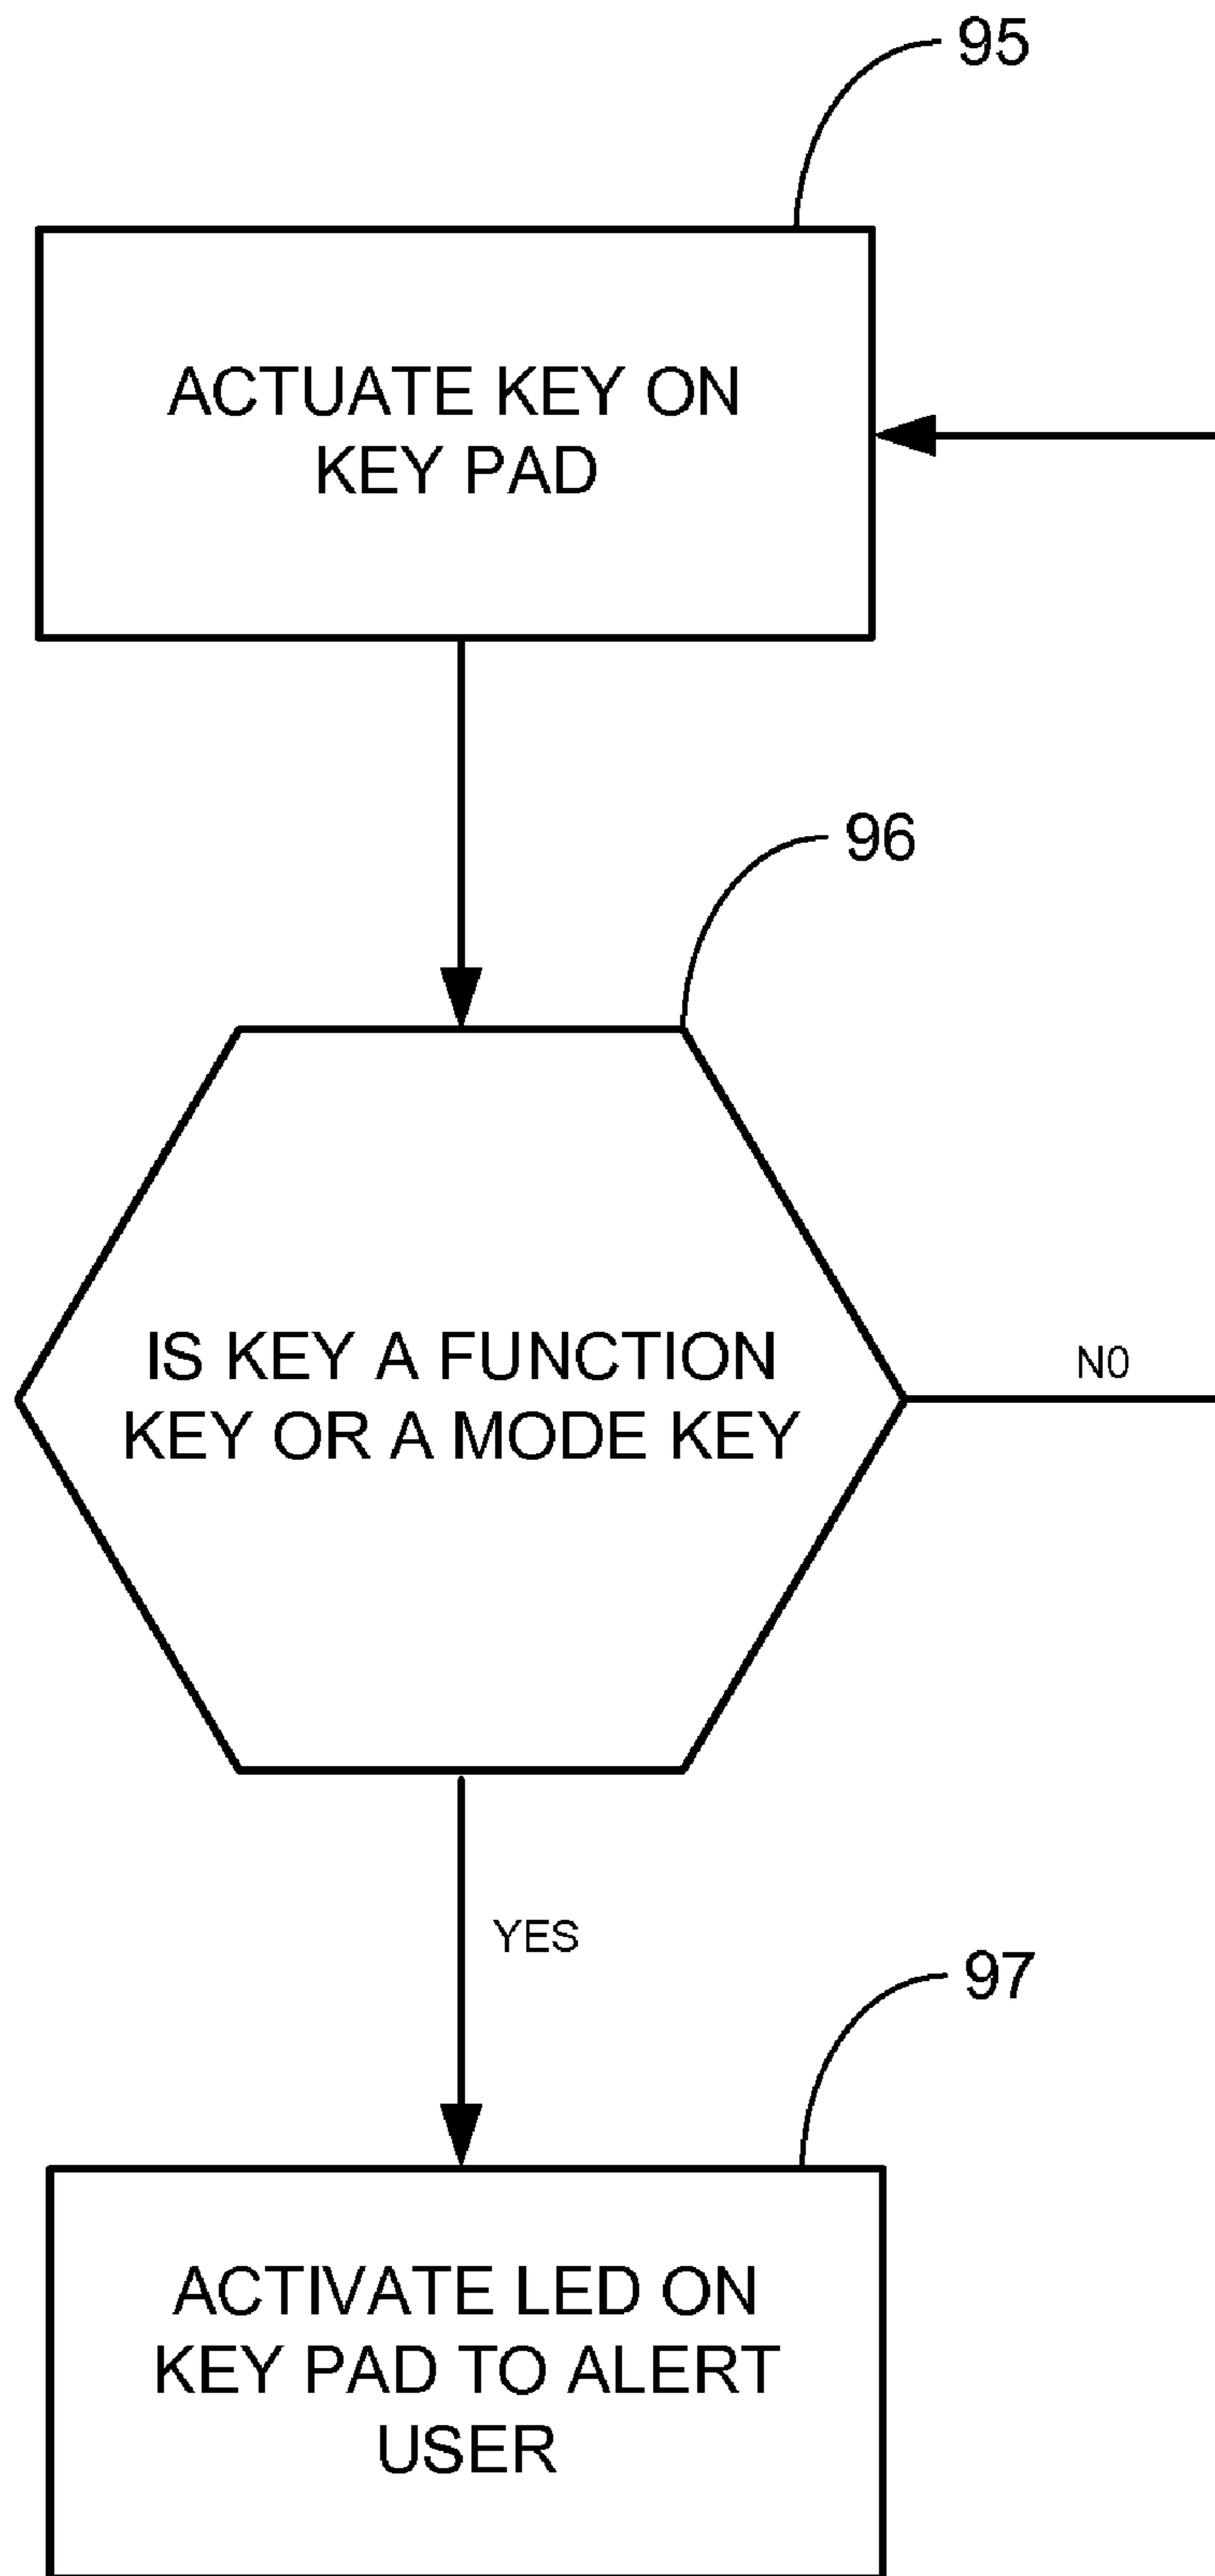 95
ACTUATE KEY ON
KEY PAD
96
IS KEY A FUNCTION
KEY OR A MODE KEY
N0
YES
97
ACTIVATE LED ON
KEY PAD TO ALERT
USER